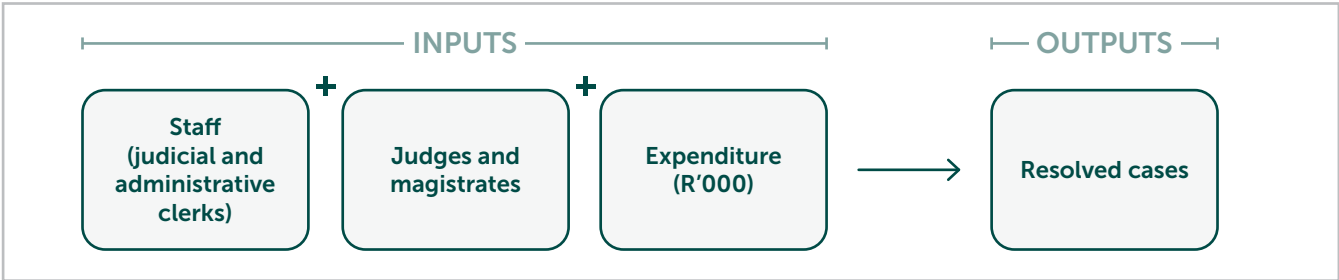 INPUTS
OUTPUTS
Staff
(judicial and
administrative
clerks)
+
Judges and
magistrates
+
Expenditure
(R’000)
Resolved cases